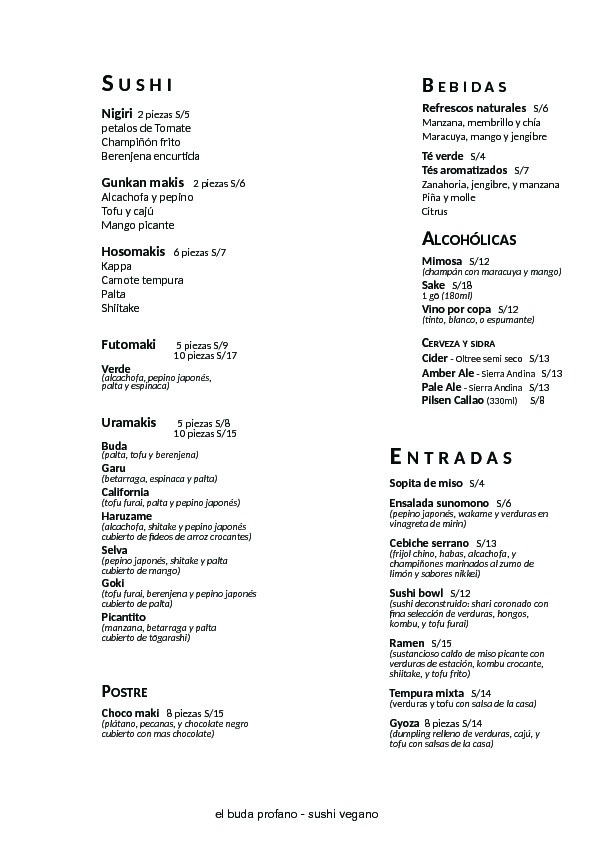 SUSHI
Nigiri 2 piezas S/5
petalos de Tomate
Champiñón frito
Berenjena encurtida
Gunkan makis 2 piezas S/6
Alcachofa y pepino
Tofu y cajú
Mango picante
Hosomakis 6 piezas S/7
Kappa
Camote tempura
Palta
Shiitake
Futomaki 5 piezas S/9
10 piezas S/17
Verde
(alcachofa, pepino japonés,
palta y espinaca)
Uramakis 5 piezas S/8
10 piezas S/15
Buda
(palta, tofu y berenjena)
Garu
(betarraga, espinaca y palta)
California
(tofu furai, palta y pepino japonés)
Haruzame
(alcachofa, shitake y pepino japonés
cubierto de fideos de arroz crocantes)
Selva
(pepino japonés, shitake y palta
cubierto de mango)
Goki
(tofu furai, berenjena y pepino japonés
cubierto de palta)
Picantito
(manzana, betarraga y palta
cubierto de tōgarashi)
POSTRE
Choco maki 8 piezas S/15
(plátano, pecanas, y chocolate negro
cubierto con mas chocolate)
BEBIDAS
Refrescos naturales S/6
Manzana, membrillo y chía
Maracuya, mango y jengibre
Té verde S/4
Tés aromatizados S/7
Zanahoria, jengibre, y manzana
Piña y molle
Citrus
ALCOHÓLICAS
Mimosa S/12
(champán con maracuya y mango)
Sake S/18
1 gō (180ml)
Vino por copa S/12
(tinto, blanco, o espumante)
CERVEZA Y SIDRA
Cider - Oltree semi seco S/13
Amber Ale - Sierra Andina S/13
Pale Ale - Sierra Andina S/13
Pilsen Callao (330ml) S/8
ENTRADAS
Sopita de miso S/4
Ensalada sunomono S/6
(pepino japonés, wakame y verduras en
vinagreta de mirin)
Cebiche serrano S/13
(frijol chino, habas, alcachofa, y
champiñones marinados al zumo de
limón y sabores nikkei)
Sushi bowl S/12
(sushi deconstruido: shari coronado con
fina selección de verduras, hongos,
kombu, y tofu furai)
Ramen S/15
(sustancioso caldo de miso picante con
verduras de estación, kombu crocante,
shiitake, y tofu frito)
Tempura mixta S/14
(verduras y tofu con salsa de la casa)
Gyoza 8 piezas S/14
(dumpling relleno de verduras, cajú, y
tofu con salsas de la casa)
el buda profano - sushi vegano